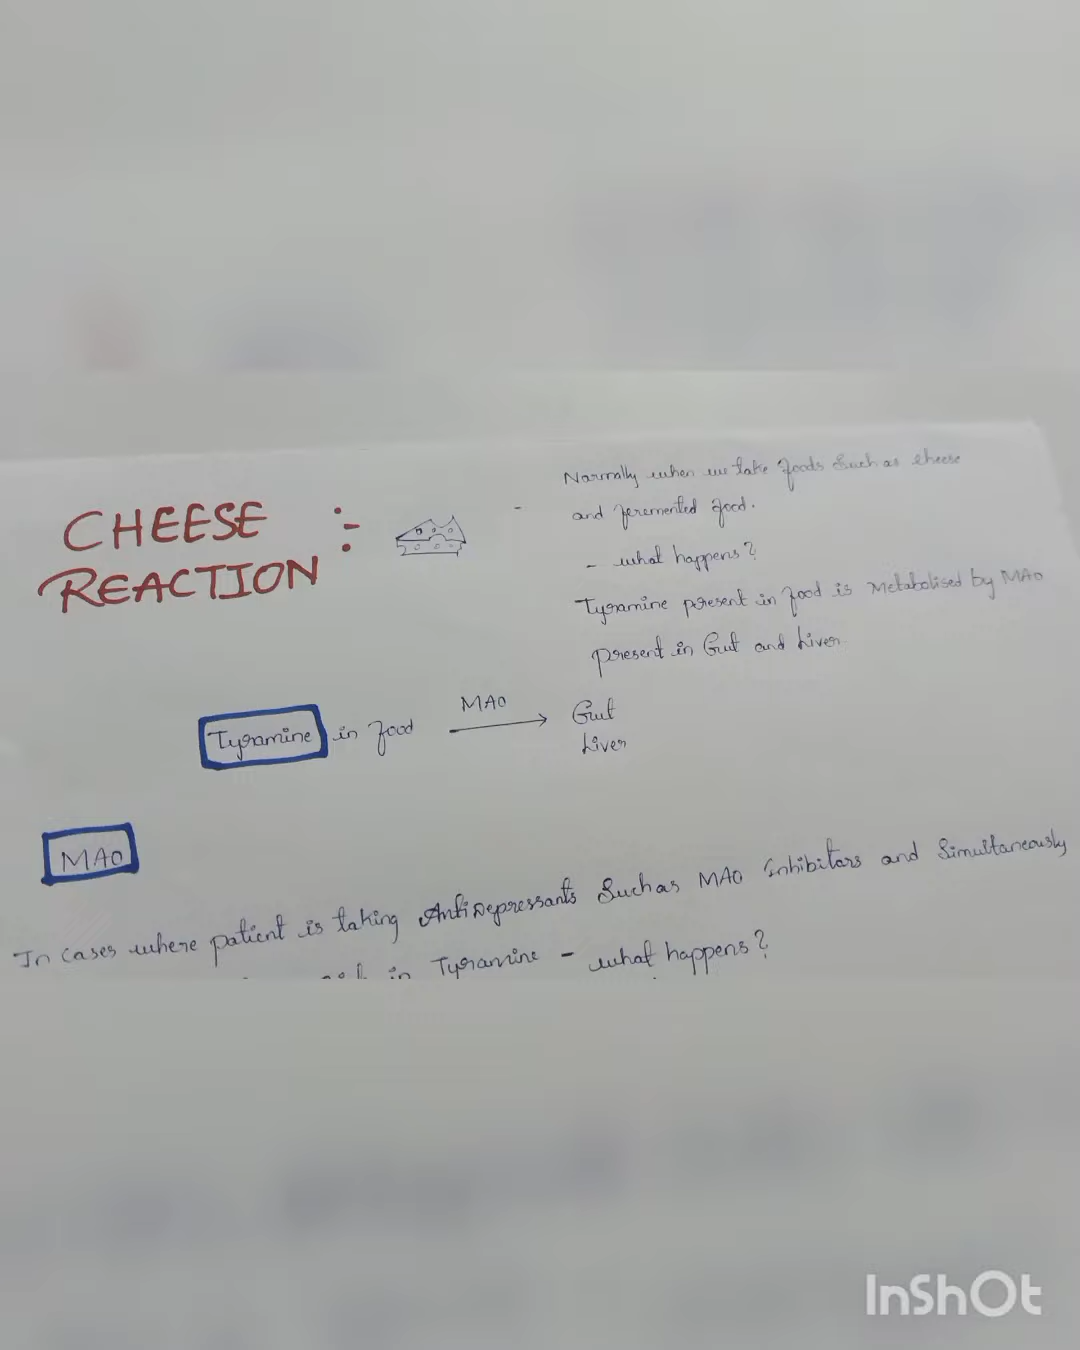 CHEESE
REACTION :-
- Normally when we take foods such as cheese
and feremented food.
- what happens?
Tyramine present in food is Metabolised by MAO
present in Gut and Liver.
Tyramine in food MAO Gut
Liver
MAO
In cases where patient is taking AntiDepressants Such as MAO Inhibitors and Simultaneously
in Tyramine - what happens?
InShOt